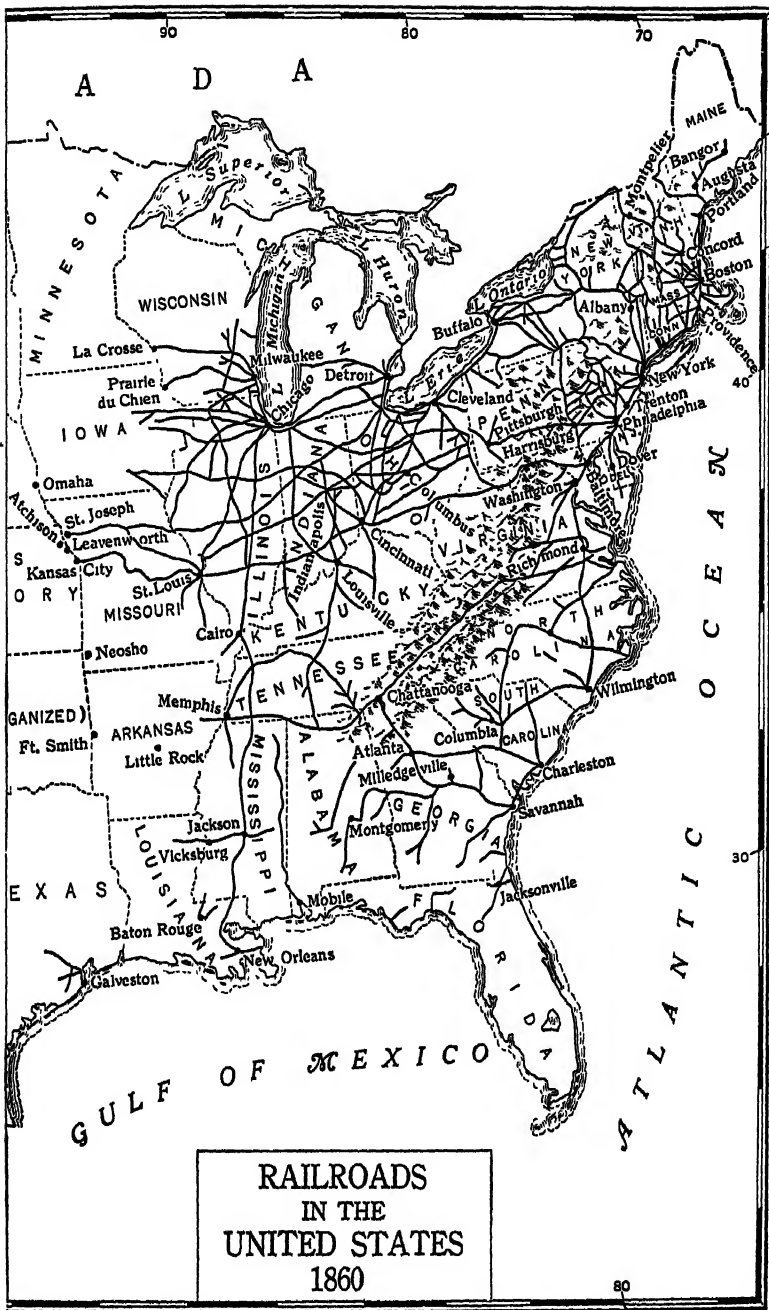 90 80 70
A D A
MAINE
Montpelier
Bangor
Augusta
Portland
L Superior
MINNESOTA
MICHIGAN
L Huron
L Michigan
WISCONSIN
L Ontario
NEW YORK
VT
N H
Concord
Boston
MASS
Albany
CONN
Providence
Buffalo
La Crosse
Milwaukee
Detroit
L Erie
Prairie
du Chien
Chicago
Cleveland
New York
40
PENNA
Pittsburgh
Trenton
Philadelphia
IOWA
Harrisburg
OHIO
Dover
Omaha
Washington
Baltimore
Atchison
St. Joseph
Leavenworth
ILLINOIS
INDIANA
Indianapolis
Columbus
Cincinnati
VIRGINIA
Richmond
S
ORY
Kansas City
St. Louis
MISSOURI
Louisville
KENTUCKY
Cairo
NORTH
CAROLINA
Neosho
TENNESSEE
Chattanooga
Wilmington
Memphis
SOUTH
CAROLINA
GANIZED)
Ft. Smith
ARKANSAS
Little Rock
Atlanta
Columbia
Milledgeville
Charleston
MISSISSIPPI
ALABAMA
GEORGIA
Savannah
Jackson
Montgomery
Vicksburg
30
LOUISIANA
EXAS
Jacksonville
Mobile
FLORIDA
Baton Rouge
New Orleans
Galveston
GULF OF MEXICO
ATLANTIC OCEAN
RAILROADS
IN THE
UNITED STATES
1860
80